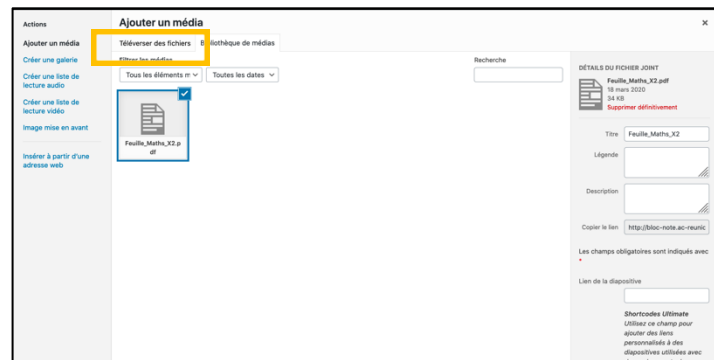 Actions
Ajouter un média
Créer une galerie
Créer une liste de
lecture audio
Créer une liste de
lecture vidéo
Image mise en avant
Insérer à partir d'une
adresse web
Ajouter un média
×
Téléverser des fichiers
Bibliothèque de médias
Filtrer les médias
Tous les éléments m
Toutes les dates
Recherche
Feuille_Maths_X2.p
df
DÉTAILS DU FICHIER JOINT
Feuille_Maths_X2.pdf
18 mars 2020
34 KB
Supprimer définitivement
Titre Feuille_Maths_X2
Légende
Description
Copier le lien http://bloc-note.ac-reunic
Les champs obligatoires sont indiqués avec
*
Lien de la diapositive
Shortcodes Ultimate
Utilisez ce champ pour
ajouter des liens
personnalisés à des
diapositives utilisées avec